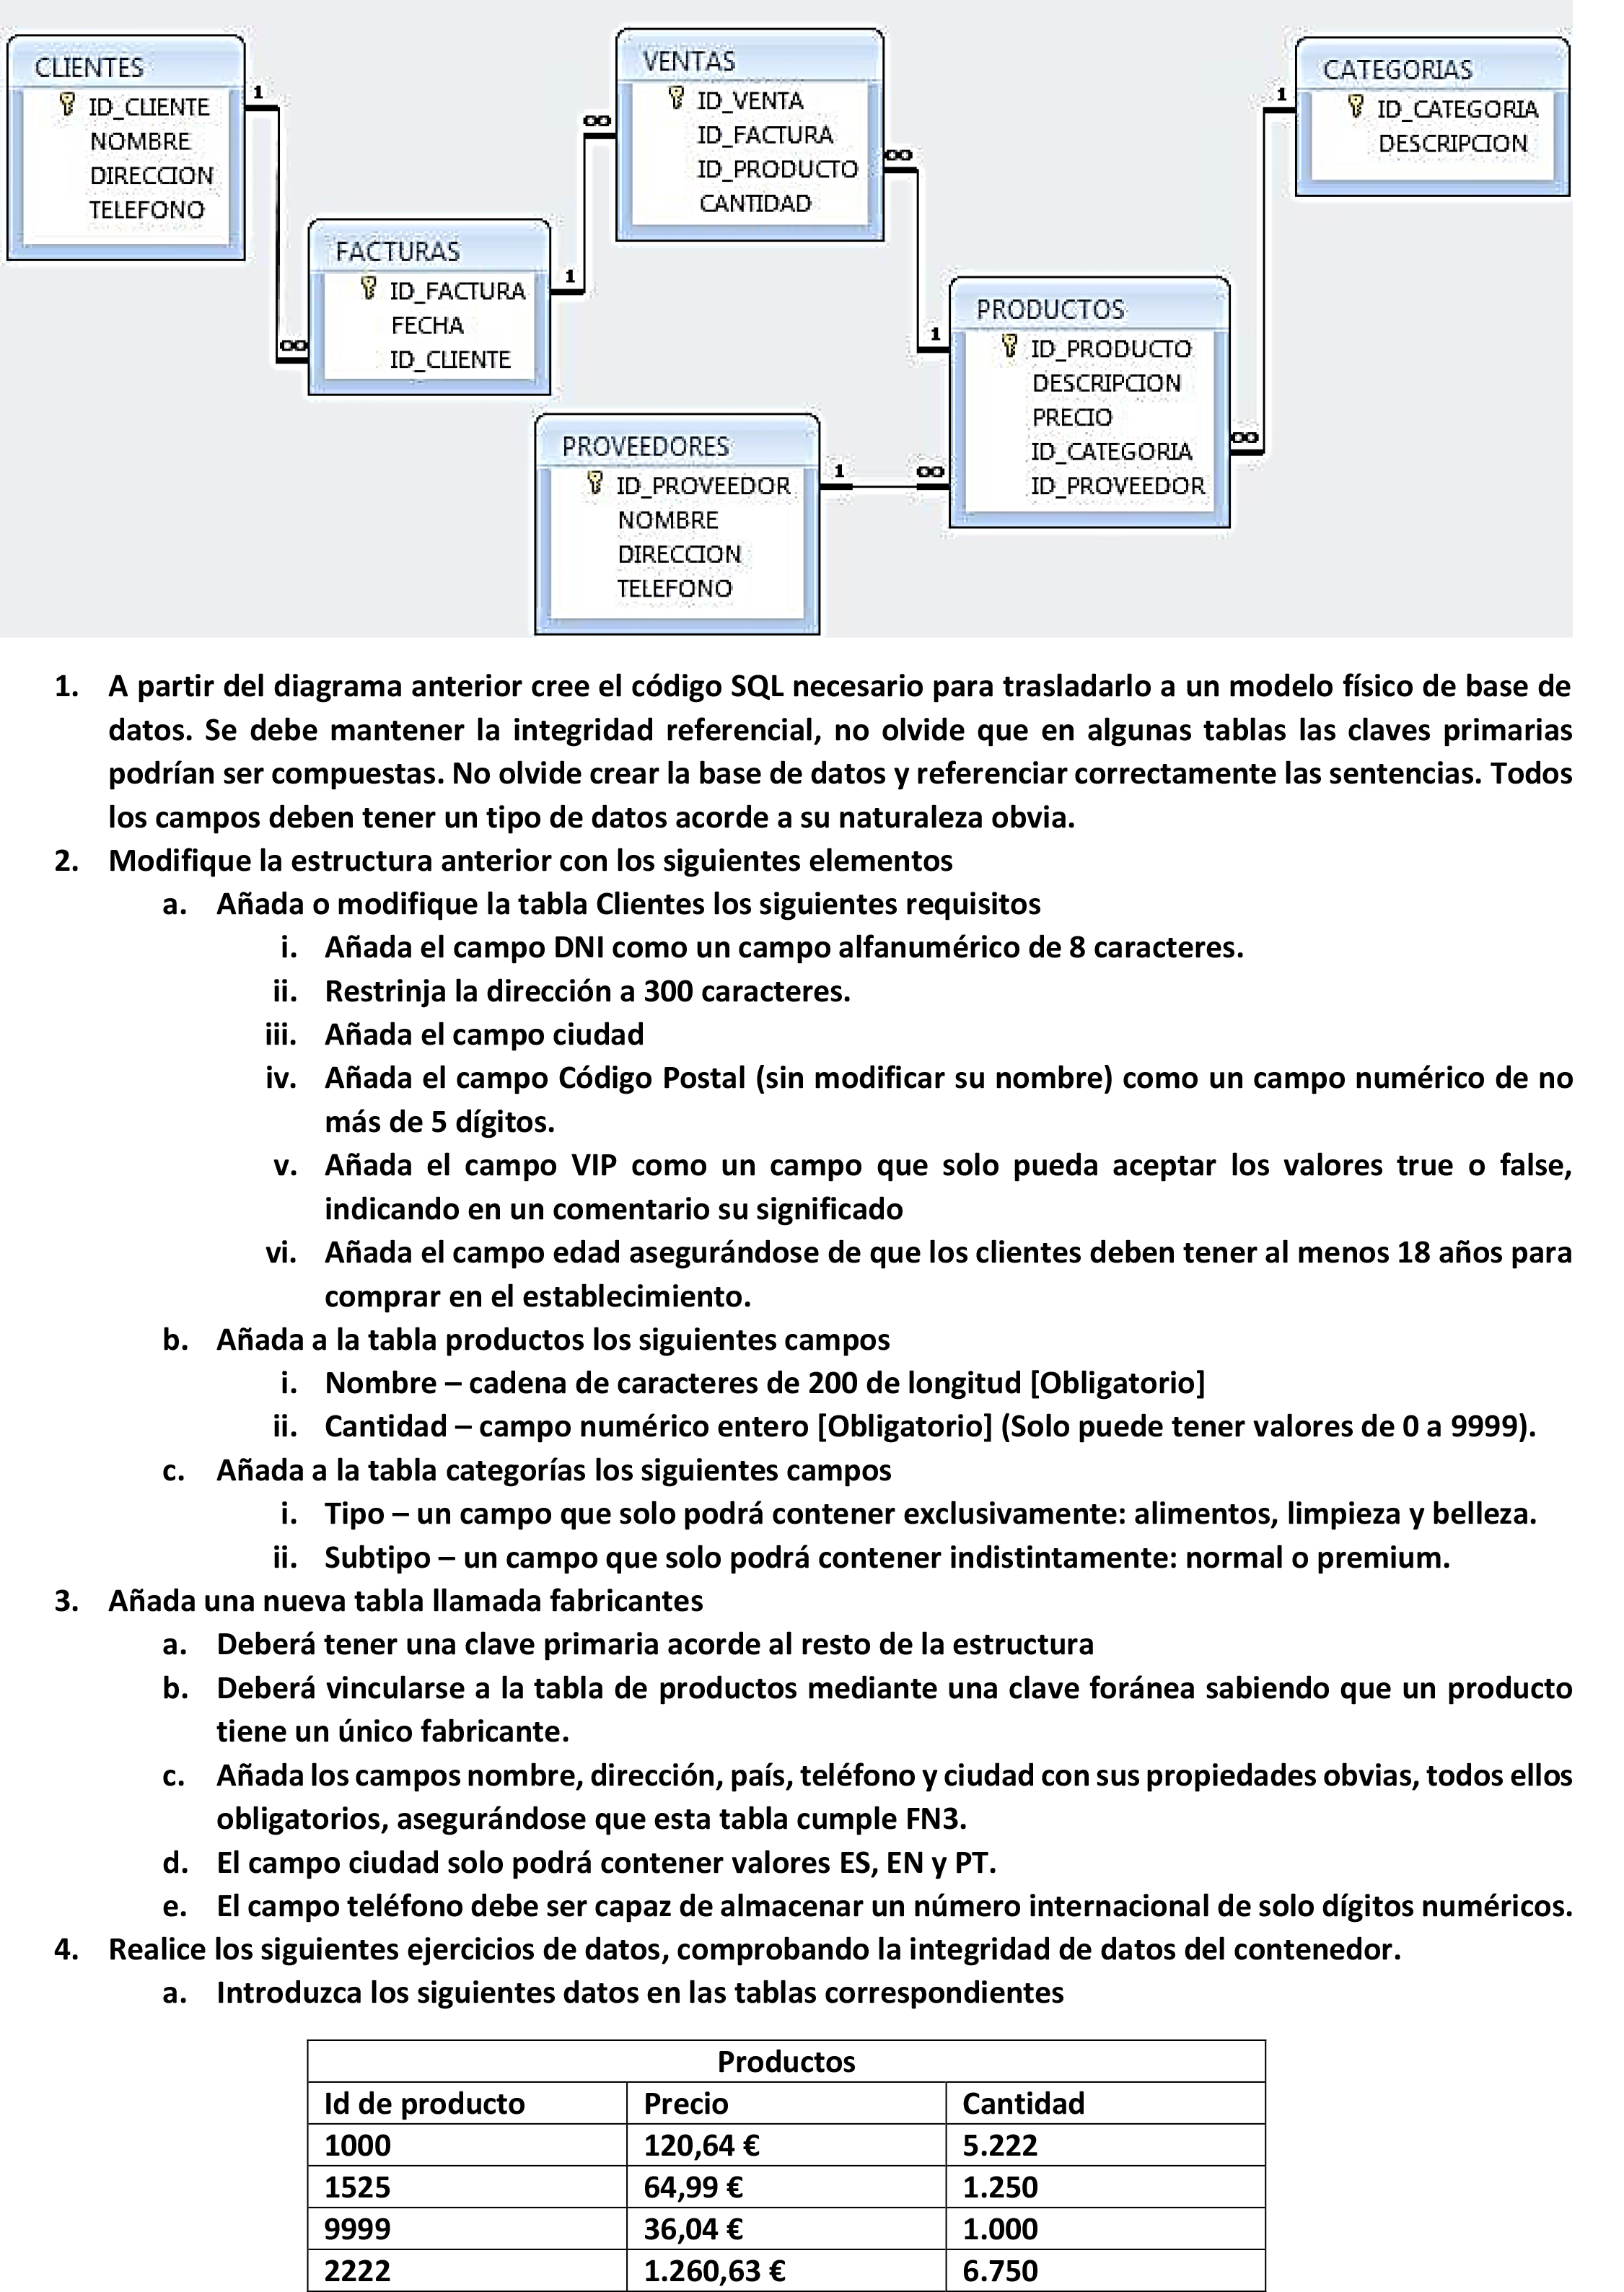 CLIENTES
ID_CLIENTE
NOMBRE
DIRECCION
TELEFONO
1
∞
FACTURAS
ID_FACTURA
FECHA
ID_CLIENTE
1
∞
VENTAS
ID_VENTA
ID_FACTURA
ID_PRODUCTO
CANTIDAD
∞
1
PROVEEDORES
ID_PROVEEDOR
NOMBRE
DIRECCION
TELEFONO
1
∞
PRODUCTOS
ID_PRODUCTO
DESCRIPCION
PRECIO
ID_CATEGORIA
ID_PROVEEDOR
∞
1
CATEGORIAS
ID_CATEGORIA
DESCRIPCION
1. A partir del diagrama anterior cree el código SQL necesario para trasladarlo a un modelo físico de base de
datos. Se debe mantener la integridad referencial, no olvide que en algunas tablas las claves primarias
podrían ser compuestas. No olvide crear la base de datos y referenciar correctamente las sentencias. Todos
los campos deben tener un tipo de datos acorde a su naturaleza obvia.
2. Modifique la estructura anterior con los siguientes elementos
a. Añada o modifique la tabla Clientes los siguientes requisitos
i. Añada el campo DNI como un campo alfanumérico de 8 caracteres.
ii. Restrinja la dirección a 300 caracteres.
iii. Añada el campo ciudad
iv. Añada el campo Código Postal (sin modificar su nombre) como un campo numérico de no
más de 5 dígitos.
v. Añada el campo VIP como un campo que solo pueda aceptar los valores true o false,
indicando en un comentario su significado
vi. Añada el campo edad asegurándose de que los clientes deben tener al menos 18 años para
comprar en el establecimiento.
b. Añada a la tabla productos los siguientes campos
i. Nombre – cadena de caracteres de 200 de longitud [Obligatorio]
ii. Cantidad – campo numérico entero [Obligatorio] (Solo puede tener valores de 0 a 9999).
c. Añada a la tabla categorías los siguientes campos
i. Tipo – un campo que solo podrá contener exclusivamente: alimentos, limpieza y belleza.
ii. Subtipo – un campo que solo podrá contener indistintamente: normal o premium.
3. Añada una nueva tabla llamada fabricantes
a. Deberá tener una clave primaria acorde al resto de la estructura
b. Deberá vincularse a la tabla de productos mediante una clave foránea sabiendo que un producto
tiene un único fabricante.
c. Añada los campos nombre, dirección, país, teléfono y ciudad con sus propiedades obvias, todos ellos
obligatorios, asegurándose que esta tabla cumple FN3.
d. El campo ciudad solo podrá contener valores ES, EN y PT.
e. El campo teléfono debe ser capaz de almacenar un número internacional de solo dígitos numéricos.
4. Realice los siguientes ejercicios de datos, comprobando la integridad de datos del contenedor.
a. Introduzca los siguientes datos en las tablas correspondientes
Productos
Id de producto Precio Cantidad
1000 120,64 € 5.222
1525 64,99 € 1.250
9999 36,04 € 1.000
2222 1.260,63 € 6.750